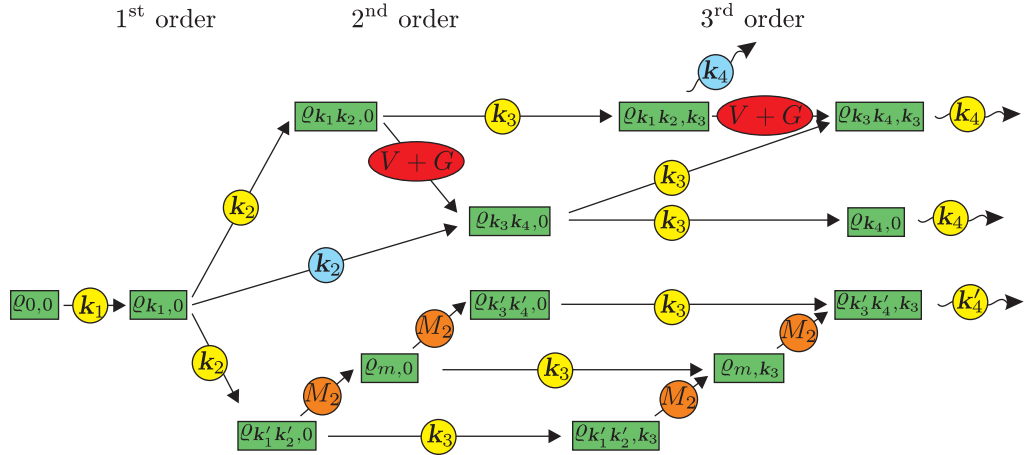 1st order 2nd order 3rd order
k4
ϱk1k2,0 k3 ϱk1k2,k3 V + G ϱk3k4,k3 k4
V + G
k3
k2 ϱk3k4,0 k3 ϱk4,0 k4
k2
ϱ0,0 k1 ϱk1,0 ϱk′3k′4,0 k3 ϱk′3k′4,k3 k′4
M2 M2
k2 ϱm,0 k3 ϱm,k3
M2 M2
ϱk′1k′2,0 k3 ϱk′1k′2,k3